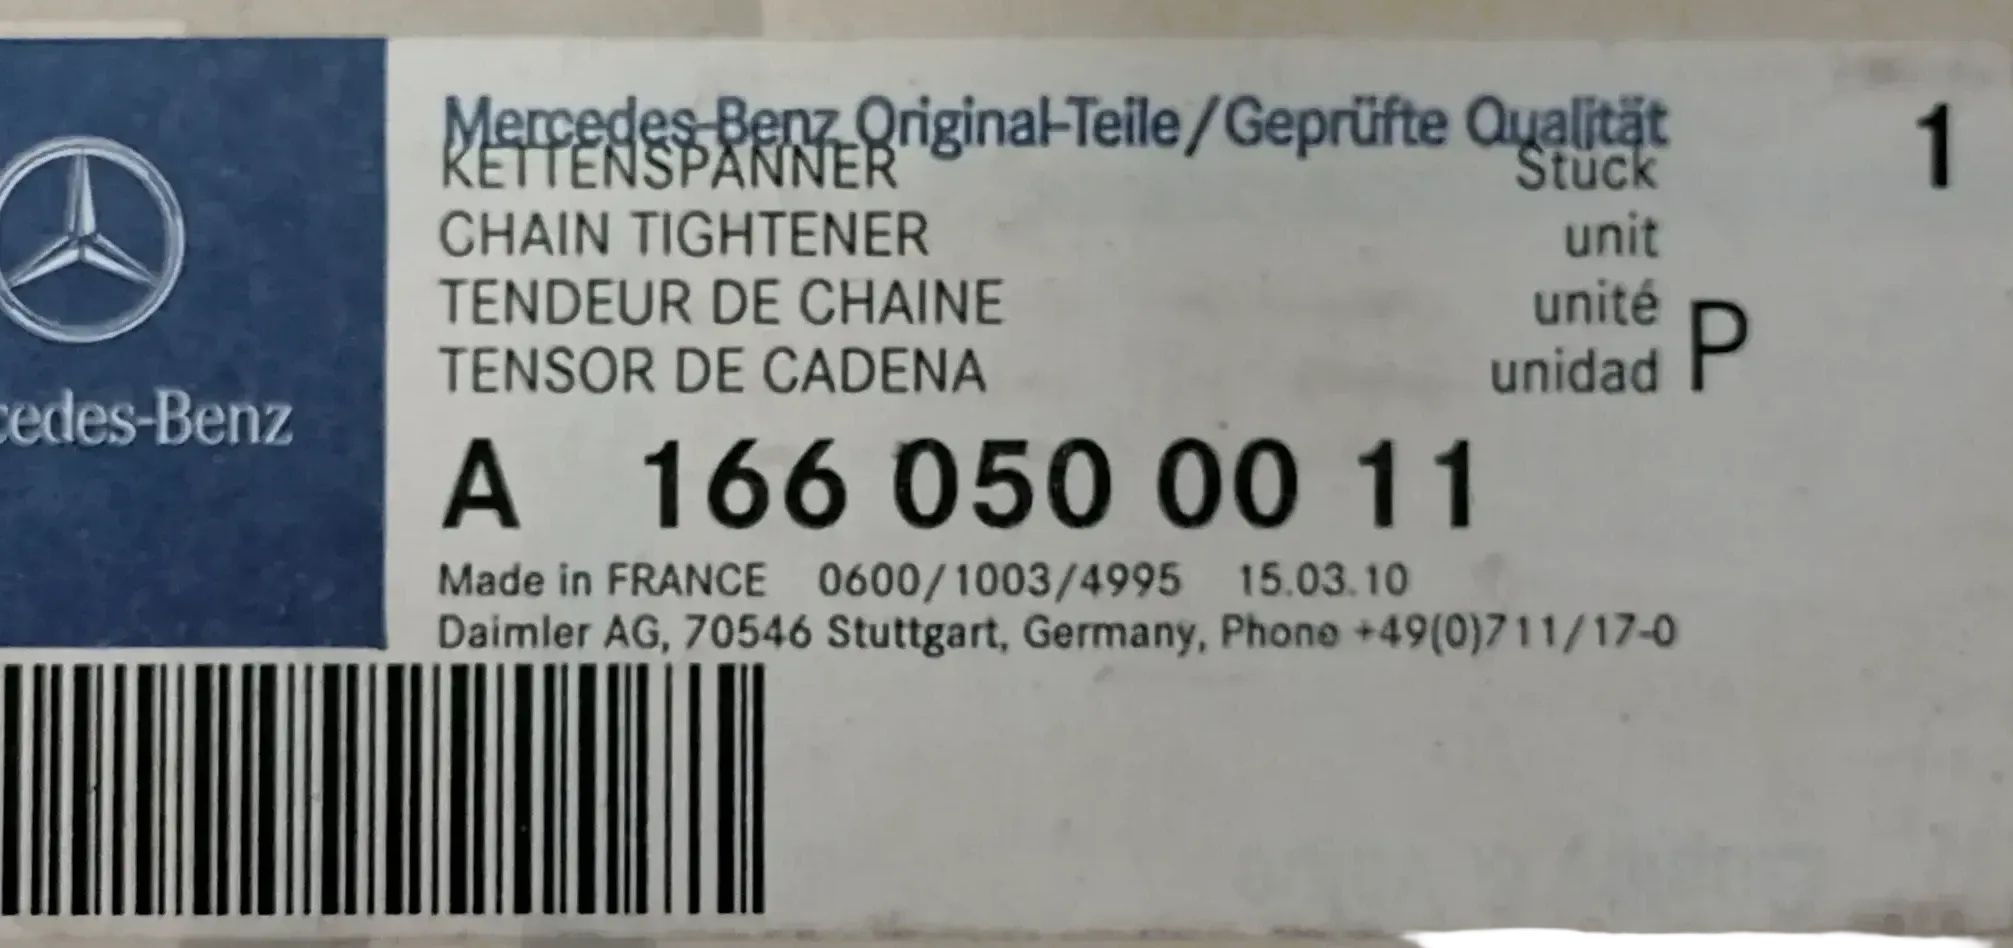 Mercedes-Benz Original-Teile/Geprüfte Qualität 1
KETTENSPANNER Stück
CHAIN TIGHTENER unit
TENDEUR DE CHAINE unité P
TENSOR DE CADENA unidad
cedes-Benz
A 166 050 00 11
Made in FRANCE 0600/1003/4995 15.03.10
Daimler AG, 70546 Stuttgart, Germany, Phone +49(0)711/17-0